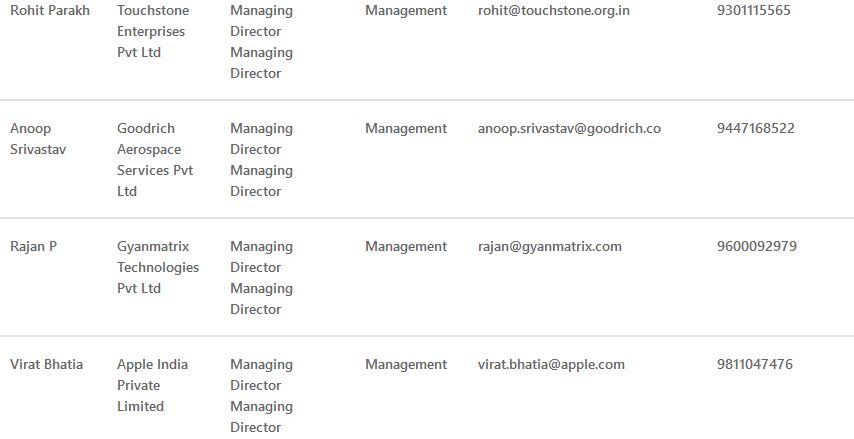 Rohit Parakh Touchstone Managing Management rohit@touchstone.org.in 9301115565
Enterprises Director
Pvt Ltd Managing
Director
Anoop Goodrich Managing Management anoop.srivastav@goodrich.co 9447168522
Srivastav Aerospace Director
Services Pvt Managing
Ltd Director
Rajan P Gyanmatrix Managing Management rajan@gyanmatrix.com 9600092979
Technologies Director
Pvt Ltd Managing
Director
Virat Bhatia Apple India Managing Management virat.bhatia@apple.com 9811047476
Private Director
Limited Managing
Director